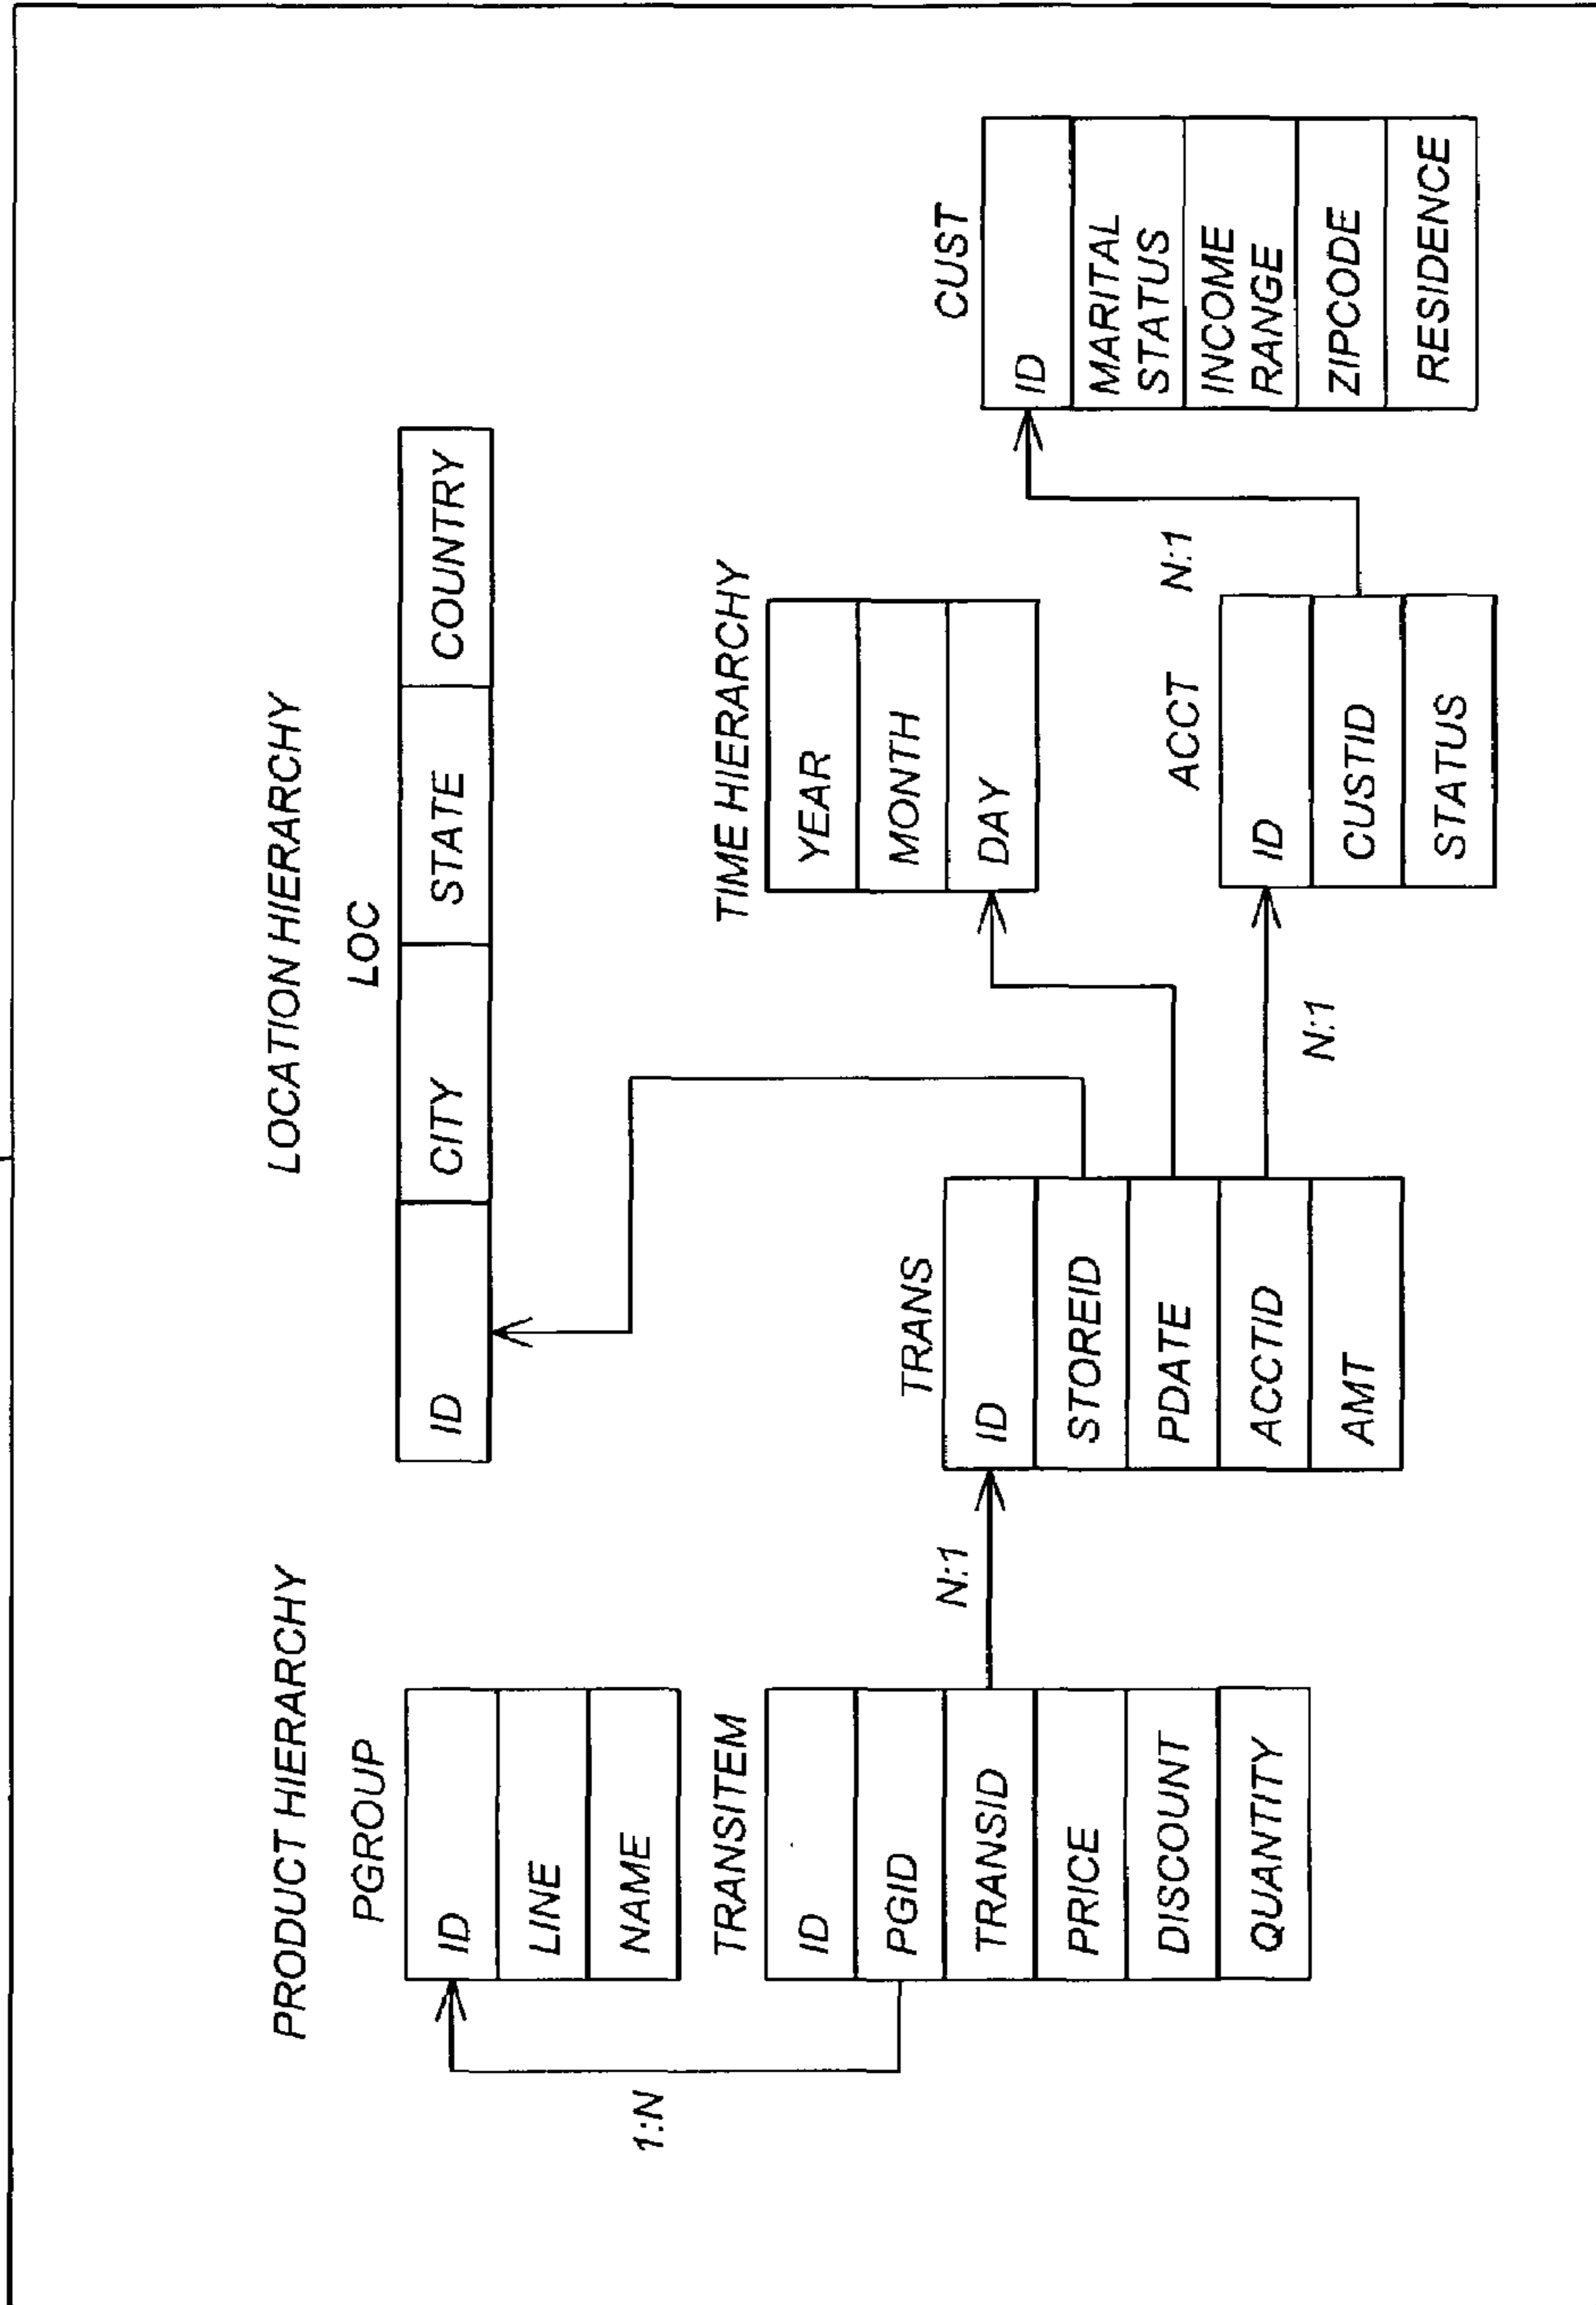 PRODUCT HIERARCHY
PGROUP
ID
LINE
NAME
1:N
TRANSITEM
ID
PGID
TRANSID
PRICE
DISCOUNT
QUANTITY
N:1
LOCATION HIERARCHY
LOC
ID
CITY
STATE
COUNTRY
TRANS
ID
STOREID
PDATE
ACCTID
AMT
N:1
TIME HIERARCHY
YEAR
MONTH
DAY
ACCT
ID
CUSTID
STATUS
N:1
CUST
ID
MARITAL
STATUS
INCOME
RANGE
ZIPCODE
RESIDENCE